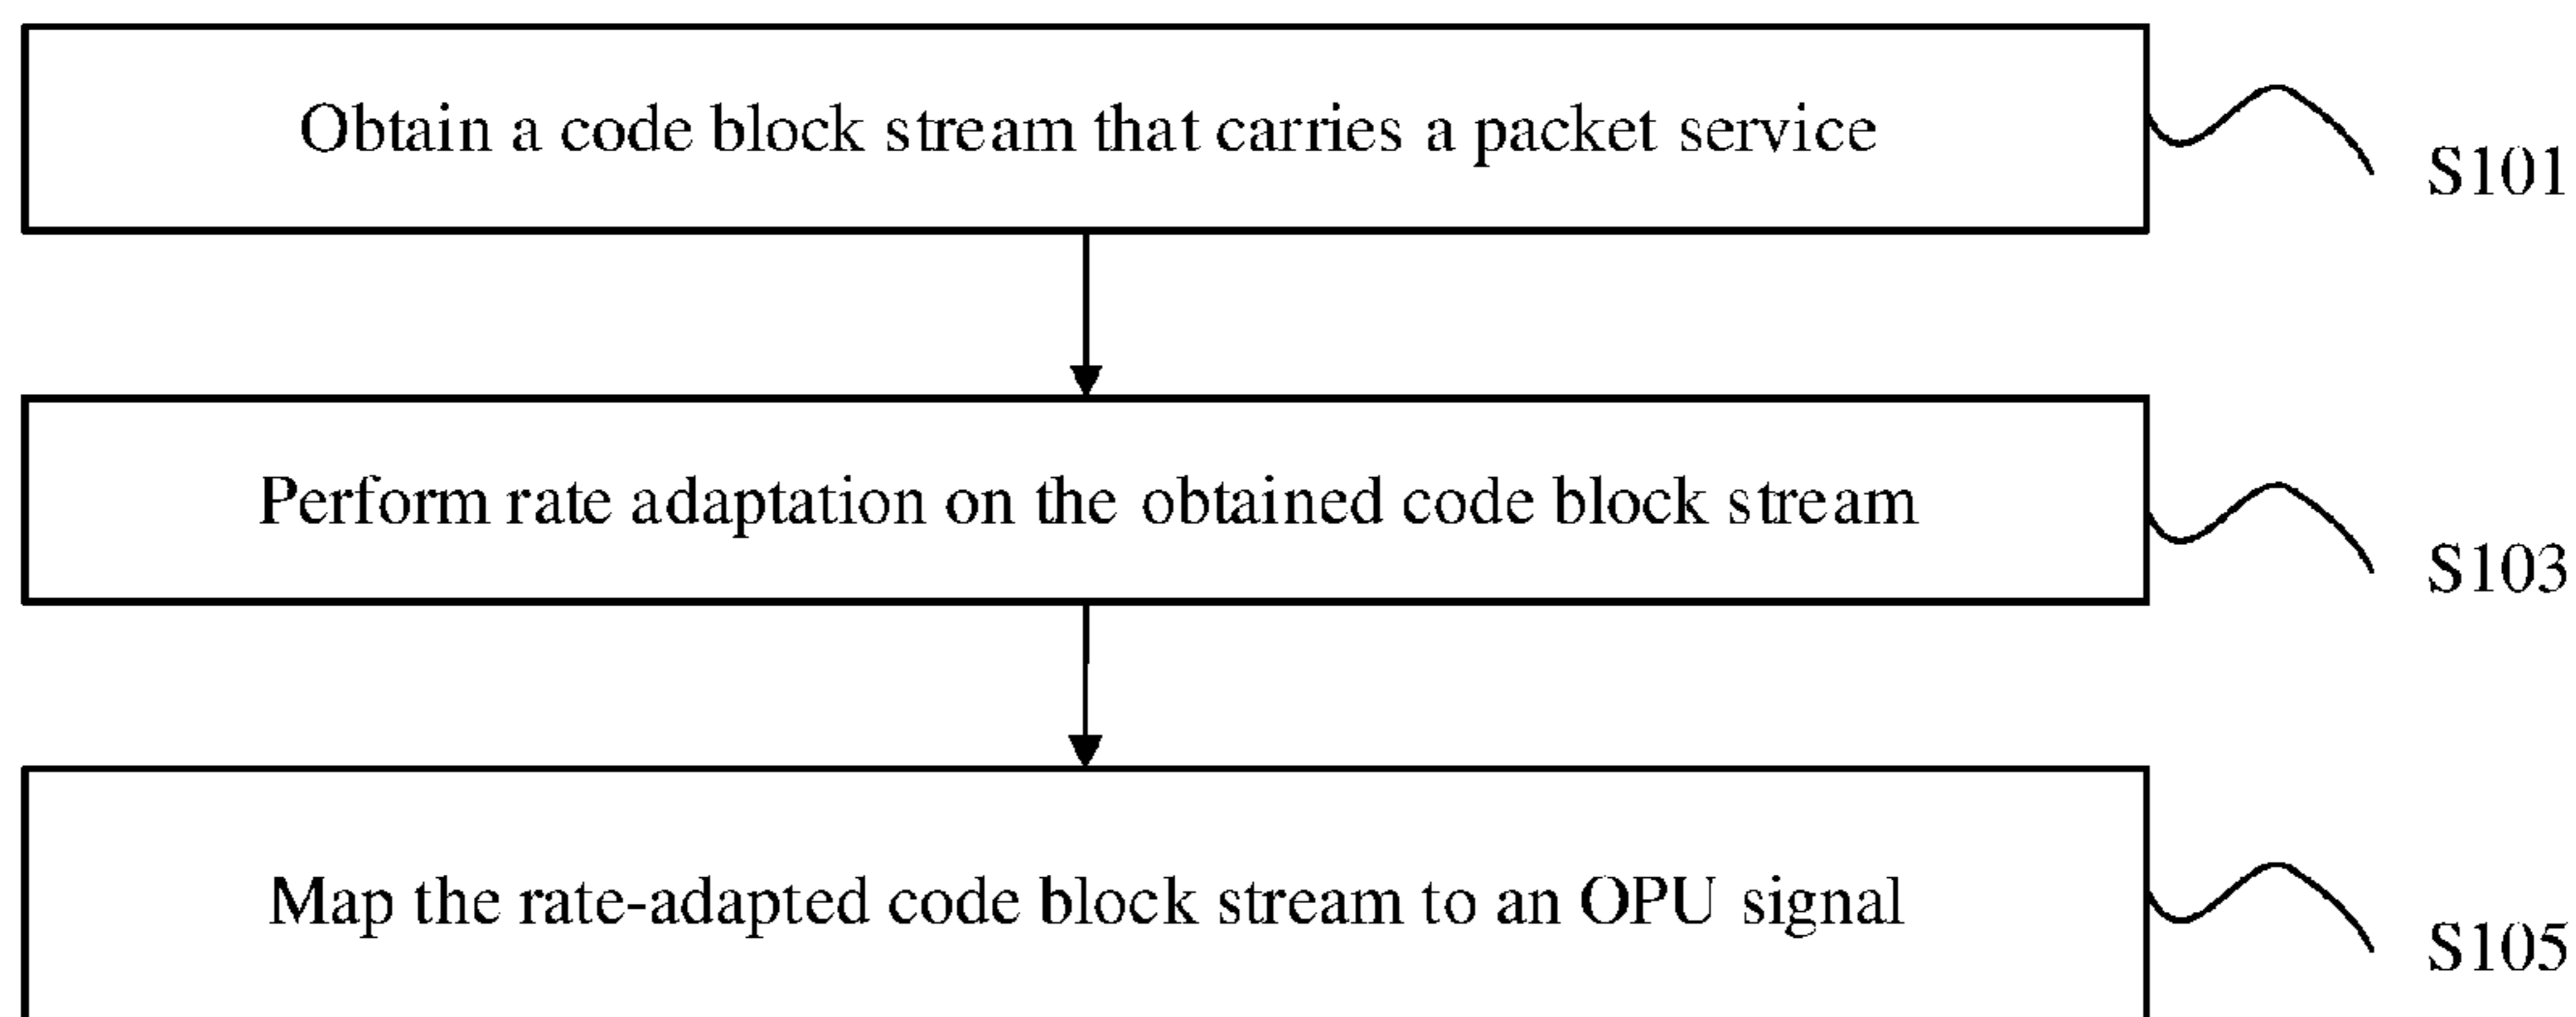 Obtain a code block stream that carries a packet service
S101
Perform rate adaptation on the obtained code block stream
S103
Map the rate-adapted code block stream to an OPU signal
S105